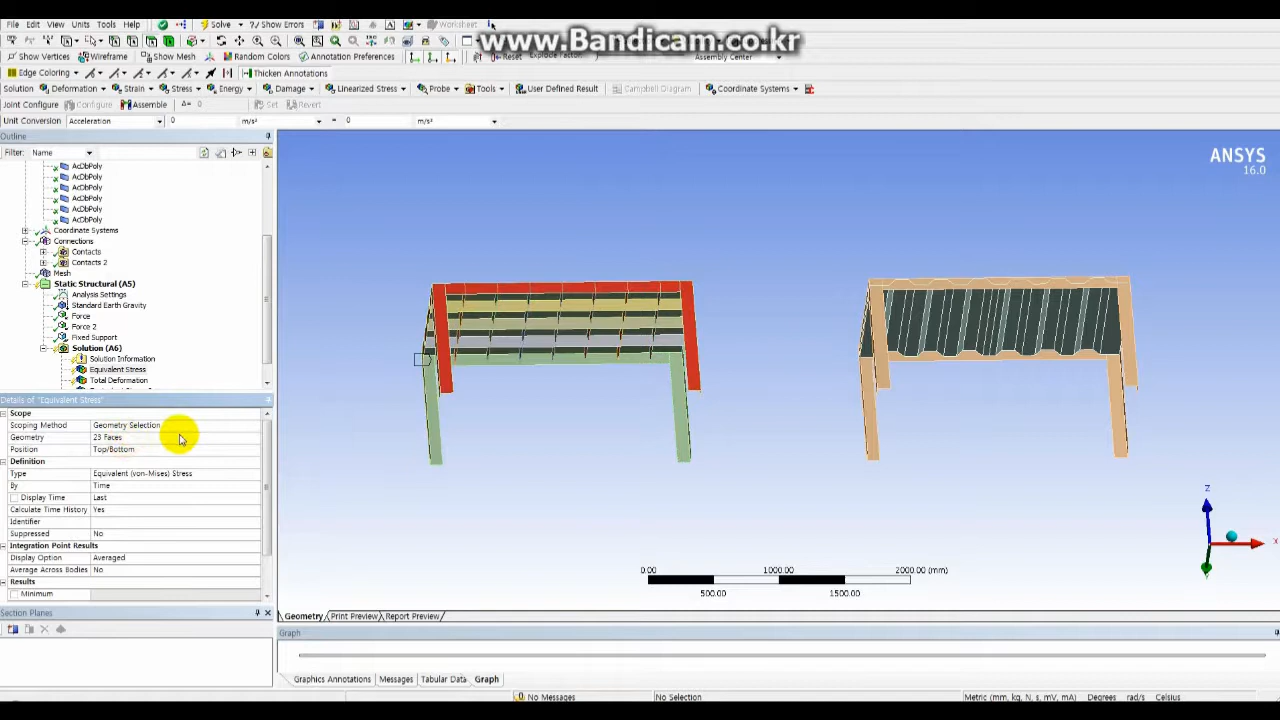 File Edit View Units Tools Help Solve Show Errors Worksheet
www.Bandicam.co.kr
Show Vertices Wireframe Show Mesh Random Colors Annotation Preferences Reset Explode Factor: Assembly Center
Edge Coloring Thicken Annotations
Solution Deformation Strain Stress Energy Damage Linearized Stress Probe Tools User Defined Result Campbell Diagram Coordinate Systems
Joint Configure Configure Assemble Δ= 0 Set Revert
Unit Conversion Acceleration 0 m/s² = 0 m/s²
Outline
Filter: Name
AcDbPoly
AcDbPoly
AcDbPoly
AcDbPoly
AcDbPoly
AcDbPoly
Coordinate Systems
Connections
Contacts
Contacts 2
Mesh
Static Structural (A5)
Analysis Settings
Standard Earth Gravity
Force
Force 2
Fixed Support
Solution (A6)
Solution Information
Equivalent Stress
Total Deformation
Details of "Equivalent Stress"
Scope
Scoping Method Geometry Selection
Geometry 23 Faces
Position Top/Bottom
Definition
Type Equivalent (von-Mises) Stress
By Time
Display Time Last
Calculate Time History Yes
Identifier
Suppressed No
Integration Point Results
Display Option Averaged
Average Across Bodies No
Results
Minimum
Section Planes
ANSYS
16.0
Z
X
Y
0.00 1000.00 2000.00 (mm)
500.00 1500.00
Geometry Print Preview Report Preview
Graph
Graphics Annotations Messages Tabular Data Graph
No Messages No Selection Metric (mm, kg, N, s, mV, mA) Degrees rad/s Celsius